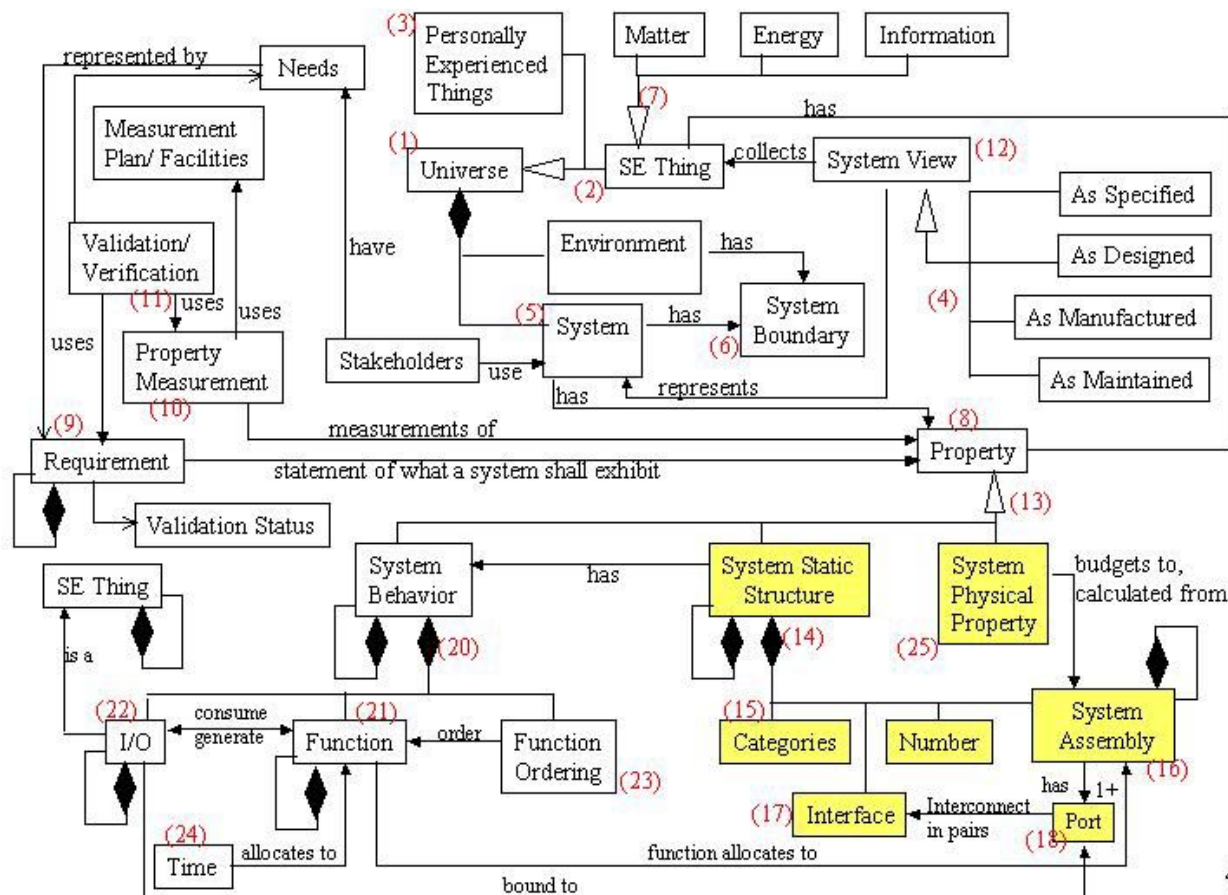 (3)
Personally
Experienced
Things
Matter
Energy
Information
represented by
Needs
(7)
has
Measurement
Plan/ Facilities
(1)
Universe
(2)
SE Thing
collects
System View
(12)
As Specified
Validation/
Verification
(11)
have
Environment
has
As Designed
(4)
uses
uses
uses
(5)
System
has
(6)
System
Boundary
As Manufactured
Property
Measurement
(10)
Stakeholders
use
has
represents
As Maintained
(9)
Requirement
measurements of
statement of what a system shall exhibit
(8)
Property
(13)
Validation Status
SE Thing
System
Behavior
has
System Static
Structure
System
Physical
Property
budgets to,
calculated from
is a
(20)
(14)
(25)
(22)
I/O
consume
generate
(21)
Function
order
Function
Ordering
(23)
(15)
Categories
Number
System
Assembly
(16)
has
1+
(24)
Time
allocates to
(17)
Interface
Interconnect
in pairs
Port
(18)
function allocates to
bound to